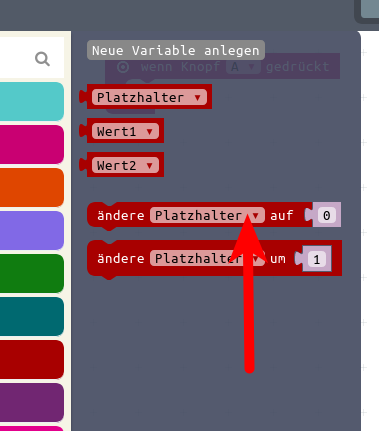 Neue Variable anlegen
wenn Knopf A gedrückt
Platzhalter
Wert1
Wert2
ändere Platzhalter auf 0
ändere Platzhalter um 1